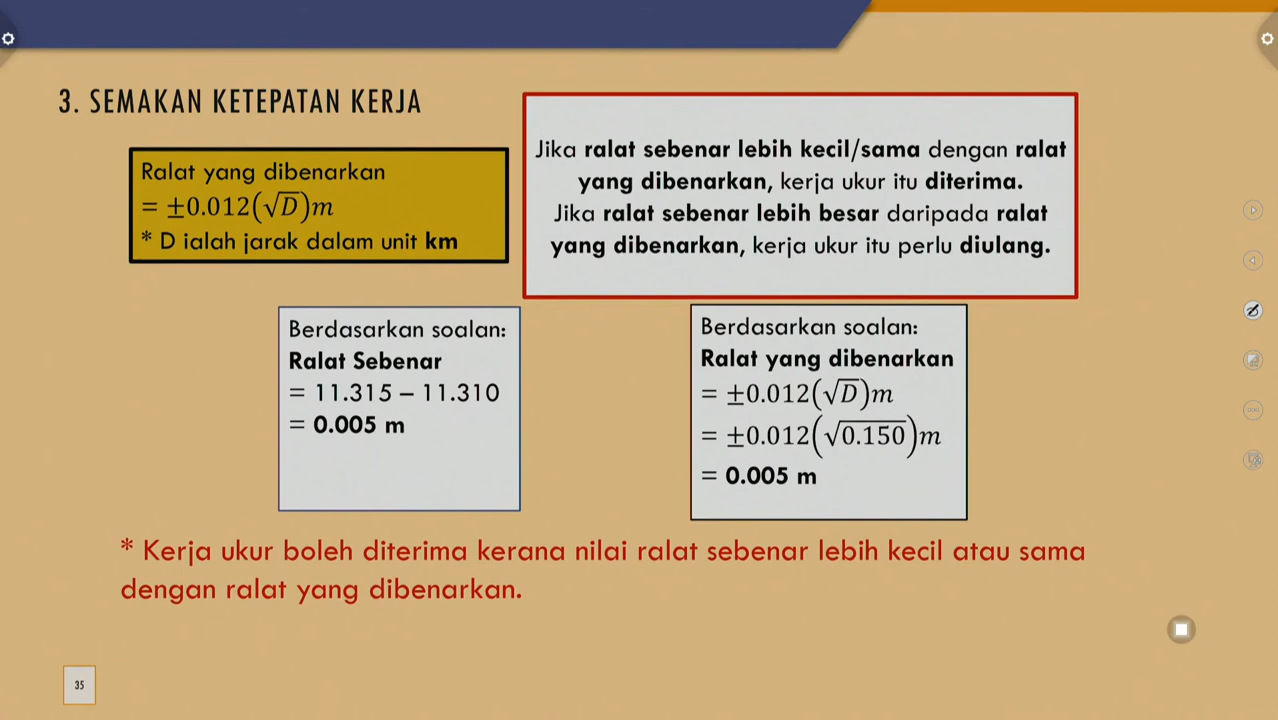 3. SEMAKAN KETEPATAN KERJA
Ralat yang dibenarkan
= ±0.012(√D)m
* D ialah jarak dalam unit km
Jika ralat sebenar lebih kecil/sama dengan ralat
yang dibenarkan, kerja ukur itu diterima.
Jika ralat sebenar lebih besar daripada ralat
yang dibenarkan, kerja ukur itu perlu diulang.
Berdasarkan soalan:
Ralat Sebenar
= 11.315 – 11.310
= 0.005 m
Berdasarkan soalan:
Ralat yang dibenarkan
= ±0.012(√D)m
= ±0.012(√0.150)m
= 0.005 m
* Kerja ukur boleh diterima kerana nilai ralat sebenar lebih kecil atau sama
dengan ralat yang dibenarkan.
35